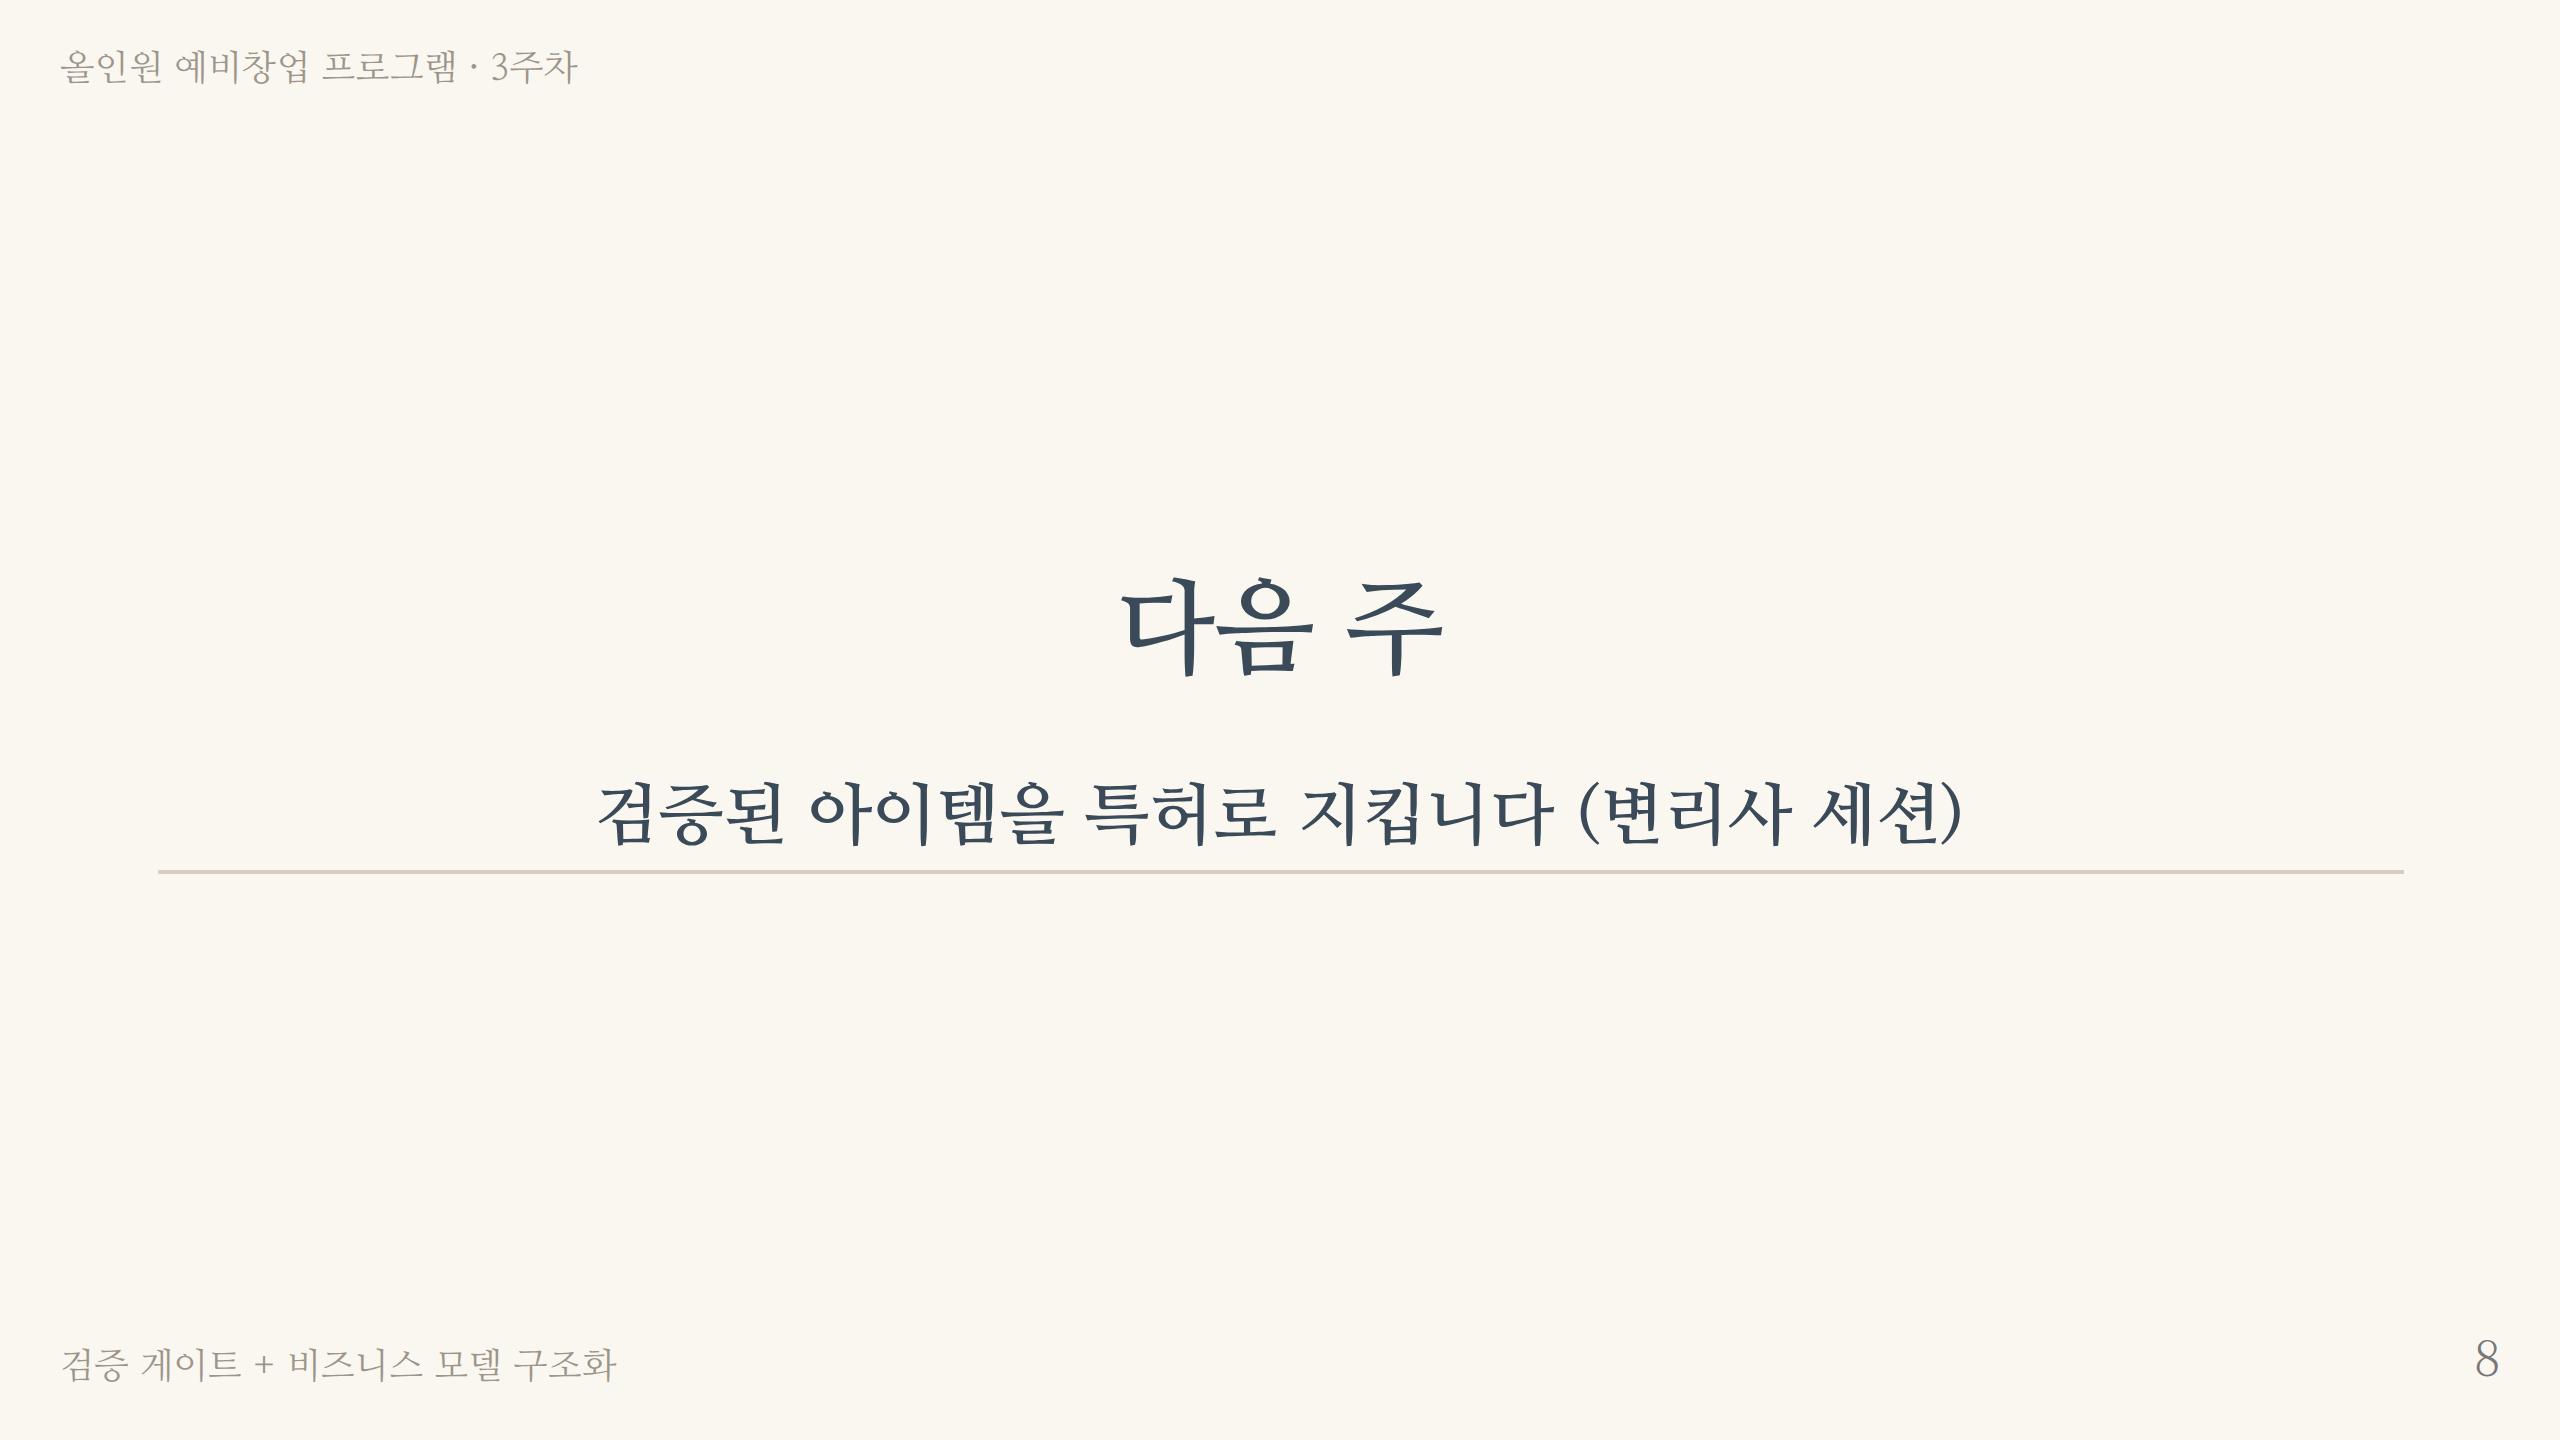 올인원 예비창업 프로그램 · 3주차
다음 주
검증된 아이템을 특허로 지킵니다 (변리사 세션)
검증 게이트 + 비즈니스 모델 구조화
8